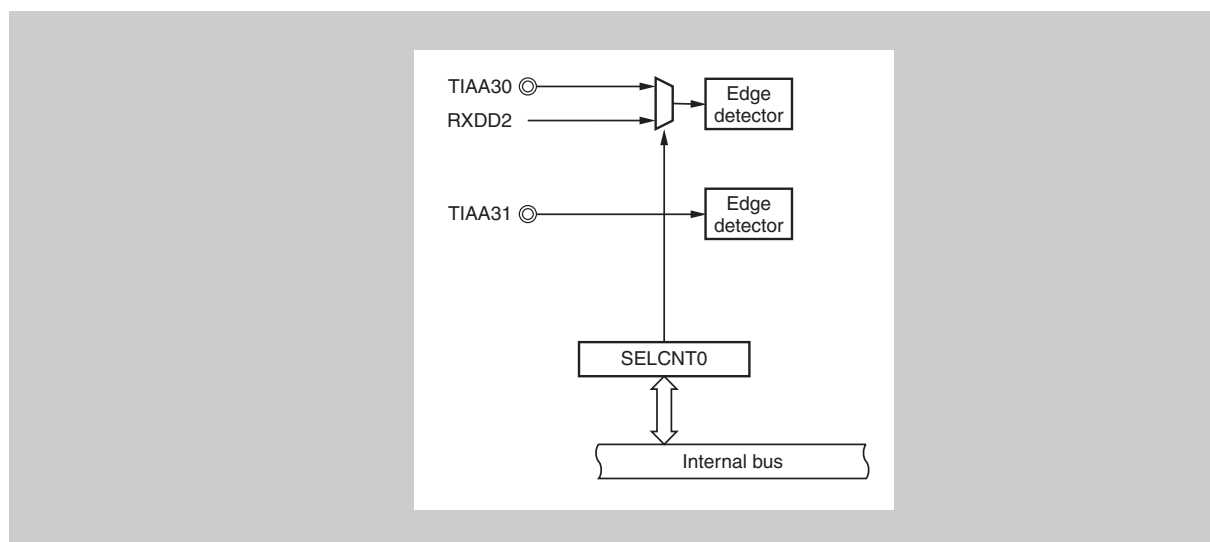 TIAA30
Edge
detector
RXDD2
TIAA31
Edge
detector
SELCNT0
Internal bus